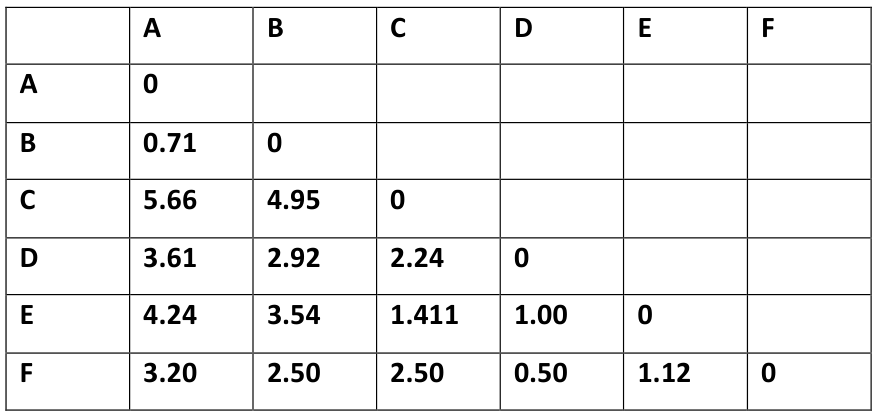 A B C D E F
A 0
B 0.71 0
C 5.66 4.95 0
D 3.61 2.92 2.24 0
E 4.24 3.54 1.411 1.00 0
F 3.20 2.50 2.50 0.50 1.12 0